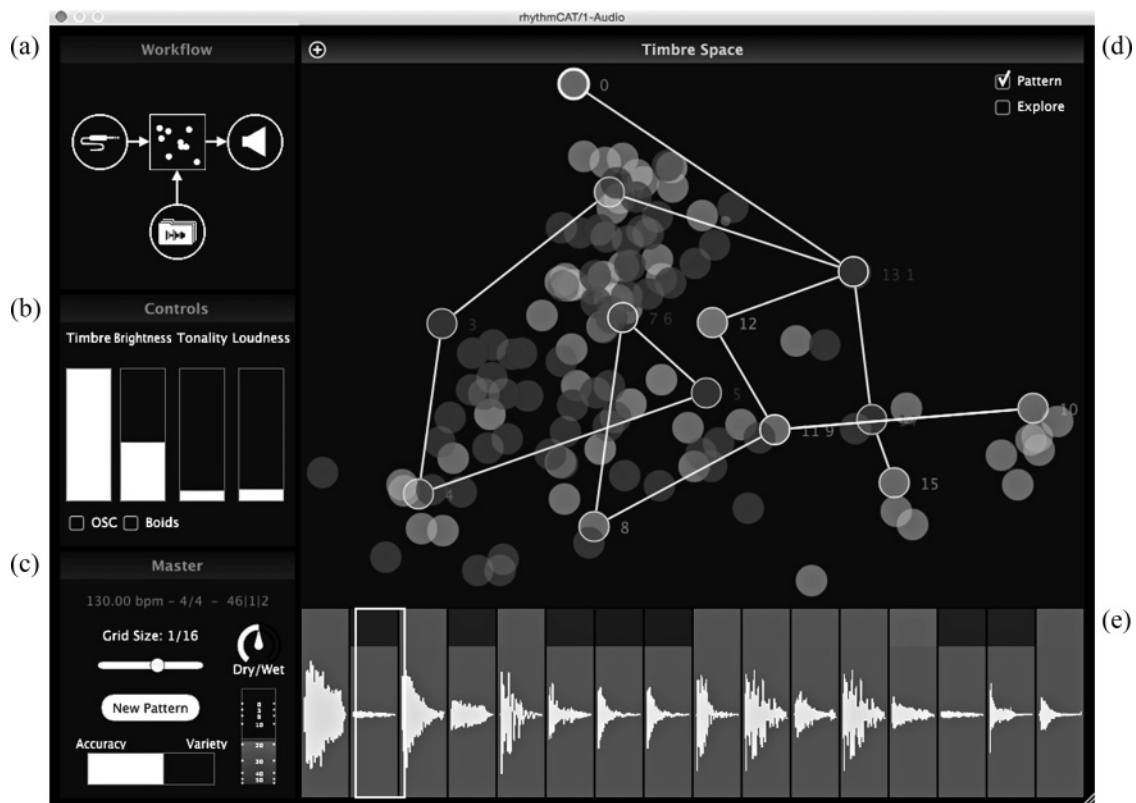 rhythmCAT/1-Audio
(a)
Workflow
Timbre Space
(d)
Pattern
Explore
0
13 1
3
7 6
12
5
10
11 9
4
15
8
(b)
Controls
Timbre Brightness Tonality Loudness
OSC Boids
(c)
Master
130.00 bpm - 4/4 - 46|1|2
Grid Size: 1/16
Dry/Wet
New Pattern
Accuracy Variety
(e)